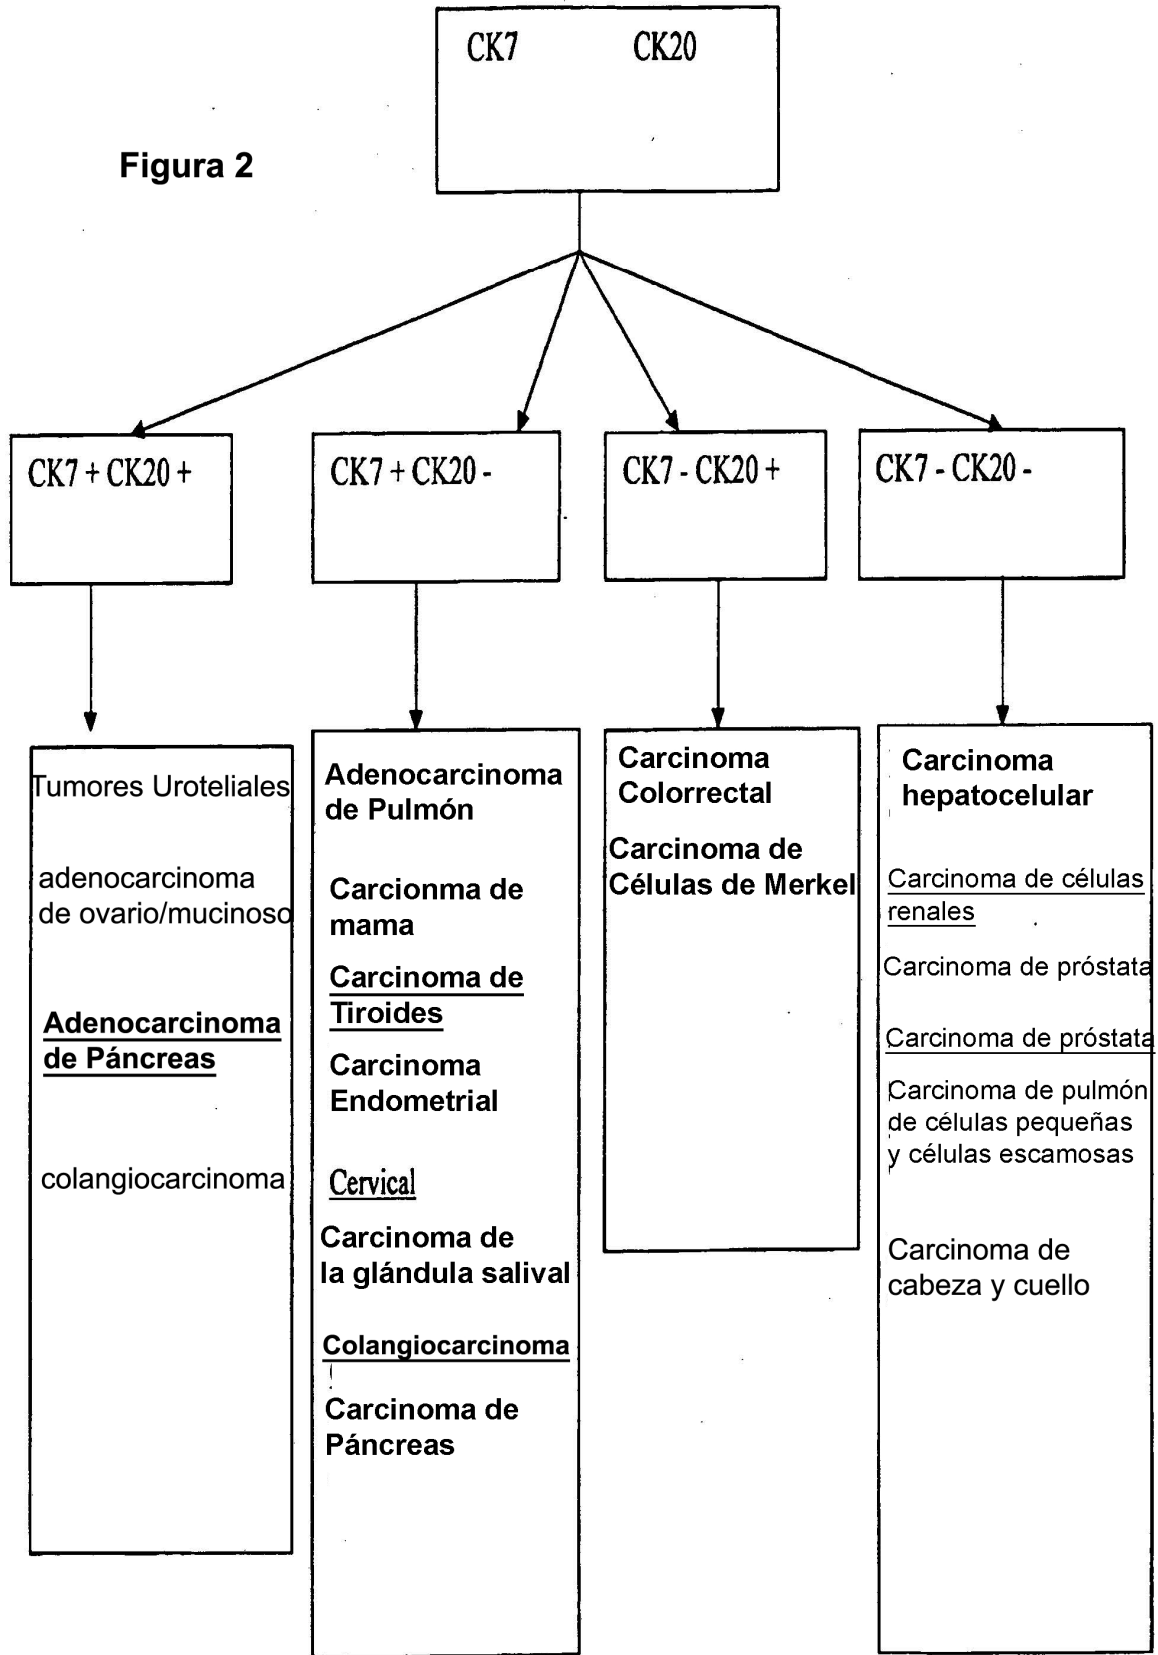 CK7 CK20
Figura 2
CK7 + CK20 +
CK7 + CK20 -
CK7 - CK20 +
CK7 - CK20 -
Tumores Uroteliales
adenocarcinoma
de ovario/mucinoso
Adenocarcinoma
de Páncreas
colangiocarcinoma
Adenocarcinoma
de Pulmón
Carcionma de
mama
Carcinoma de
Tiroides
Carcinoma
Endometrial
Cervical
Carcinoma de
la glándula salival
Colangiocarcinoma
Carcinoma de
Páncreas
Carcinoma
Colorrectal
Carcinoma de
Células de Merkel
Carcinoma
hepatocelular
Carcinoma de células
renales
Carcinoma de próstata
Carcinoma de próstata
Carcinoma de pulmón
de células pequeñas
y células escamosas
Carcinoma de
cabeza y cuello